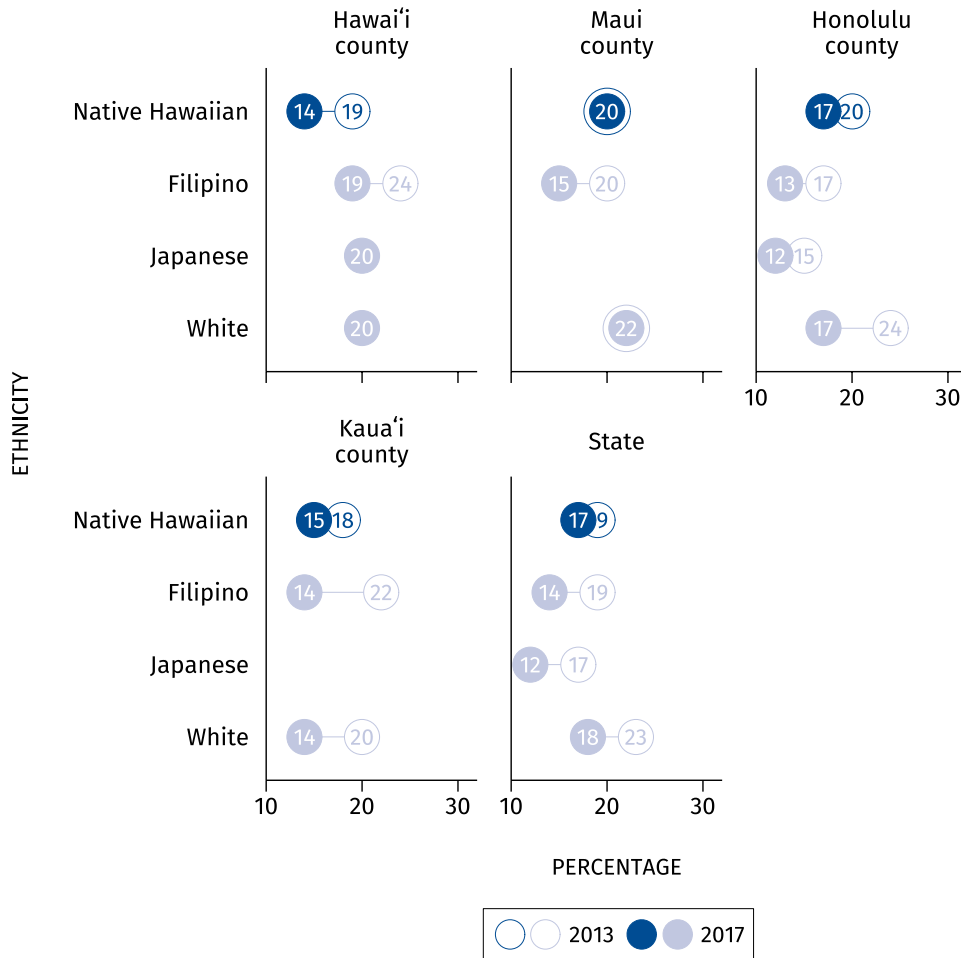 Hawaiʻi
county
Maui
county
Honolulu
county
Native Hawaiian 14 19 20 17 20
Filipino 19 24 15 20 13 17
Japanese 20 12 15
White 20 22 17 24
10 20 30
ETHNICITY
Kauaʻi
county
State
Native Hawaiian 15 18 17 9
Filipino 14 22 14 19
Japanese 12 17
White 14 20 18 23
10 20 30 10 20 30
PERCENTAGE
2013 2017